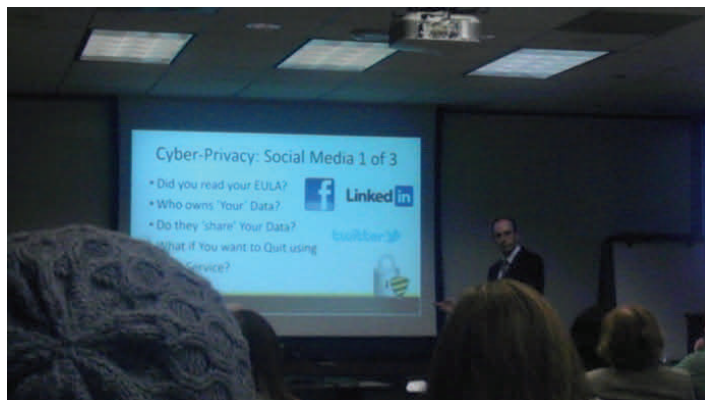 Cyber-Privacy: Social Media 1 of 3
• Did you read your EULA?
f
Linked in
• Who owns 'Your' Data?
• Do they 'share' Your Data?
twitter
What if You want to Quit using
Service?